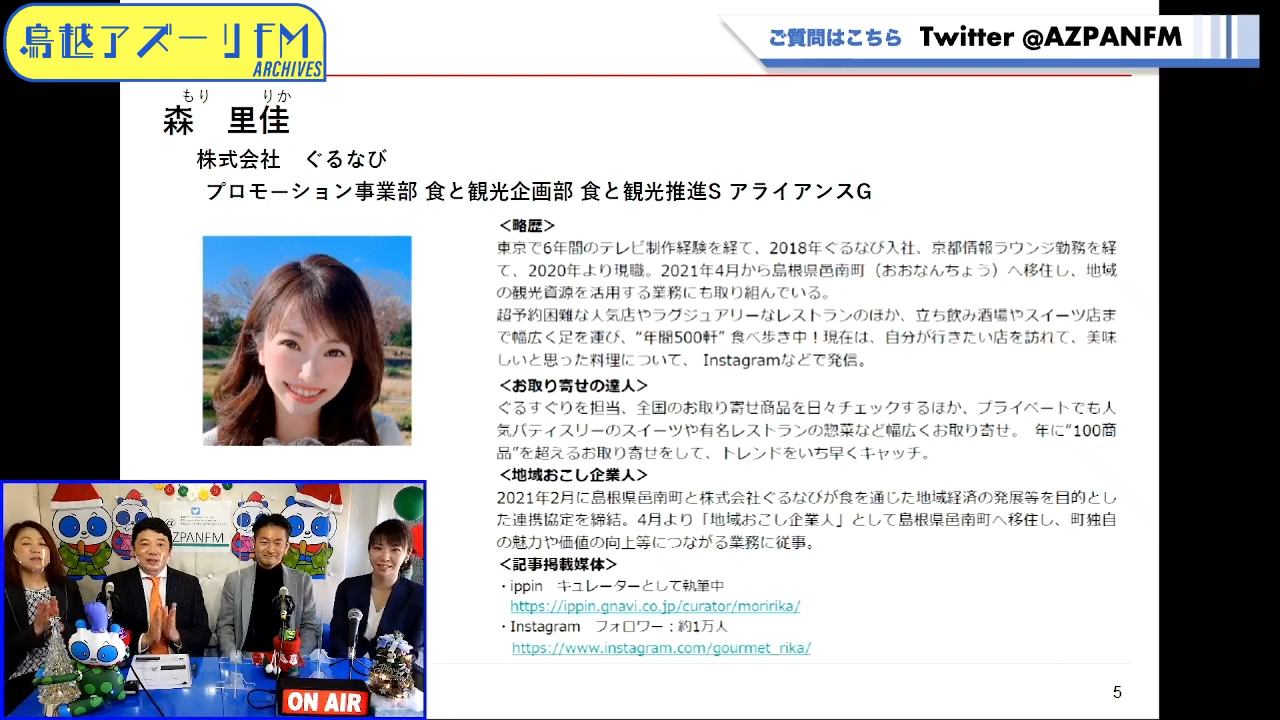 鳥越アズーリFM
ARCHIVES
ご質問はこちら Twitter @AZPANFM
もり りか
森 里佳
株式会社 ぐるなび
プロモーション事業部 食と観光企画部 食と観光推進S アライアンスG
＜略歴＞
東京で6年間のテレビ制作経験を経て、2018年ぐるなび入社、京都情報ラウンジ勤務を経
て、2020年より現職。2021年4月から島根県邑南町（おおなんちょう）へ移住し、地域
の観光資源を活用する業務にも取り組んでいる。
超予約困難な人気店やラグジュアリーなレストランのほか、立ち飲み酒場やスイーツ店ま
で幅広く足を運び、“年間500軒” 食べ歩き中！現在は、自分が行きたい店を訪れて、美味
しいと思った料理について、 Instagramなどで発信。
＜お取り寄せの達人＞
ぐるすぐりを担当、全国のお取り寄せ商品を日々チェックするほか、プライベートでも人
気パティスリーのスイーツや有名レストランの惣菜など幅広くお取り寄せ。 年に“100商
品”を超えるお取り寄せをして、トレンドをいち早くキャッチ。
＜地域おこし企業人＞
2021年2月に島根県邑南町と株式会社ぐるなびが食を通じた地域経済の発展等を目的とし
た連携協定を締結。4月より「地域おこし企業人」として島根県邑南町へ移住し、町独自
の魅力や価値の向上等につながる業務に従事。
＜記事掲載媒体＞
・ippin キュレーターとして執筆中
https://ippin.gnavi.co.jp/curator/moririka/
・Instagram フォロワー：約1万人
https://www.instagram.com/gourmet_rika/
5
AZPANFM
ON AIR